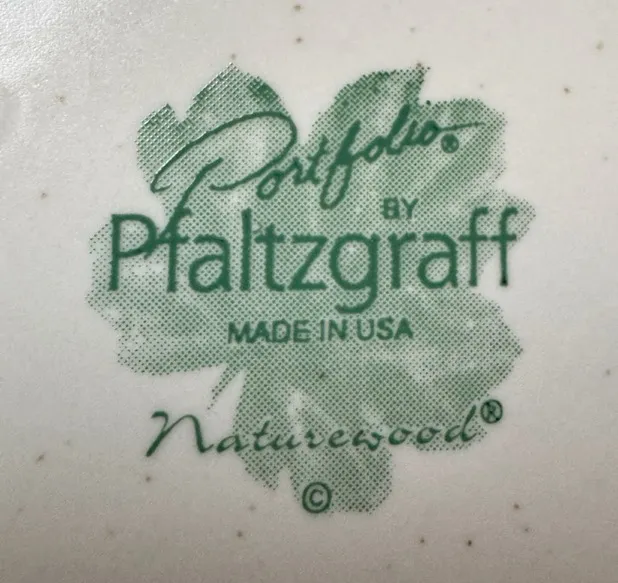 Portfolio®
BY
Pfaltzgraff
MADE IN USA
Naturewood®
©